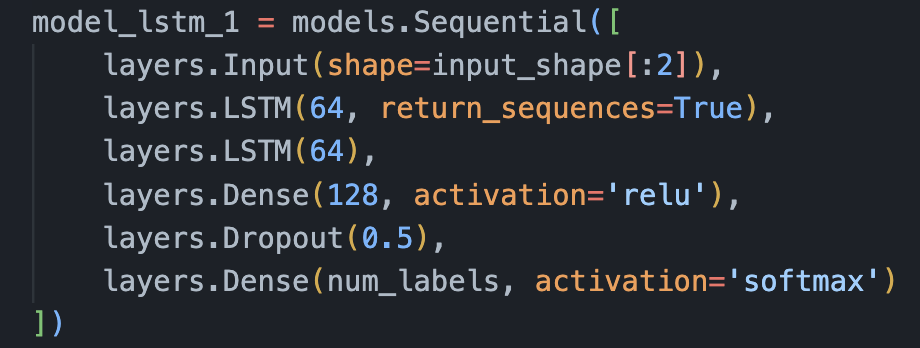 model_lstm_1 = models.Sequential([
    layers.Input(shape=input_shape[:2]),
    layers.LSTM(64, return_sequences=True),
    layers.LSTM(64),
    layers.Dense(128, activation='relu'),
    layers.Dropout(0.5),
    layers.Dense(num_labels, activation='softmax')
])